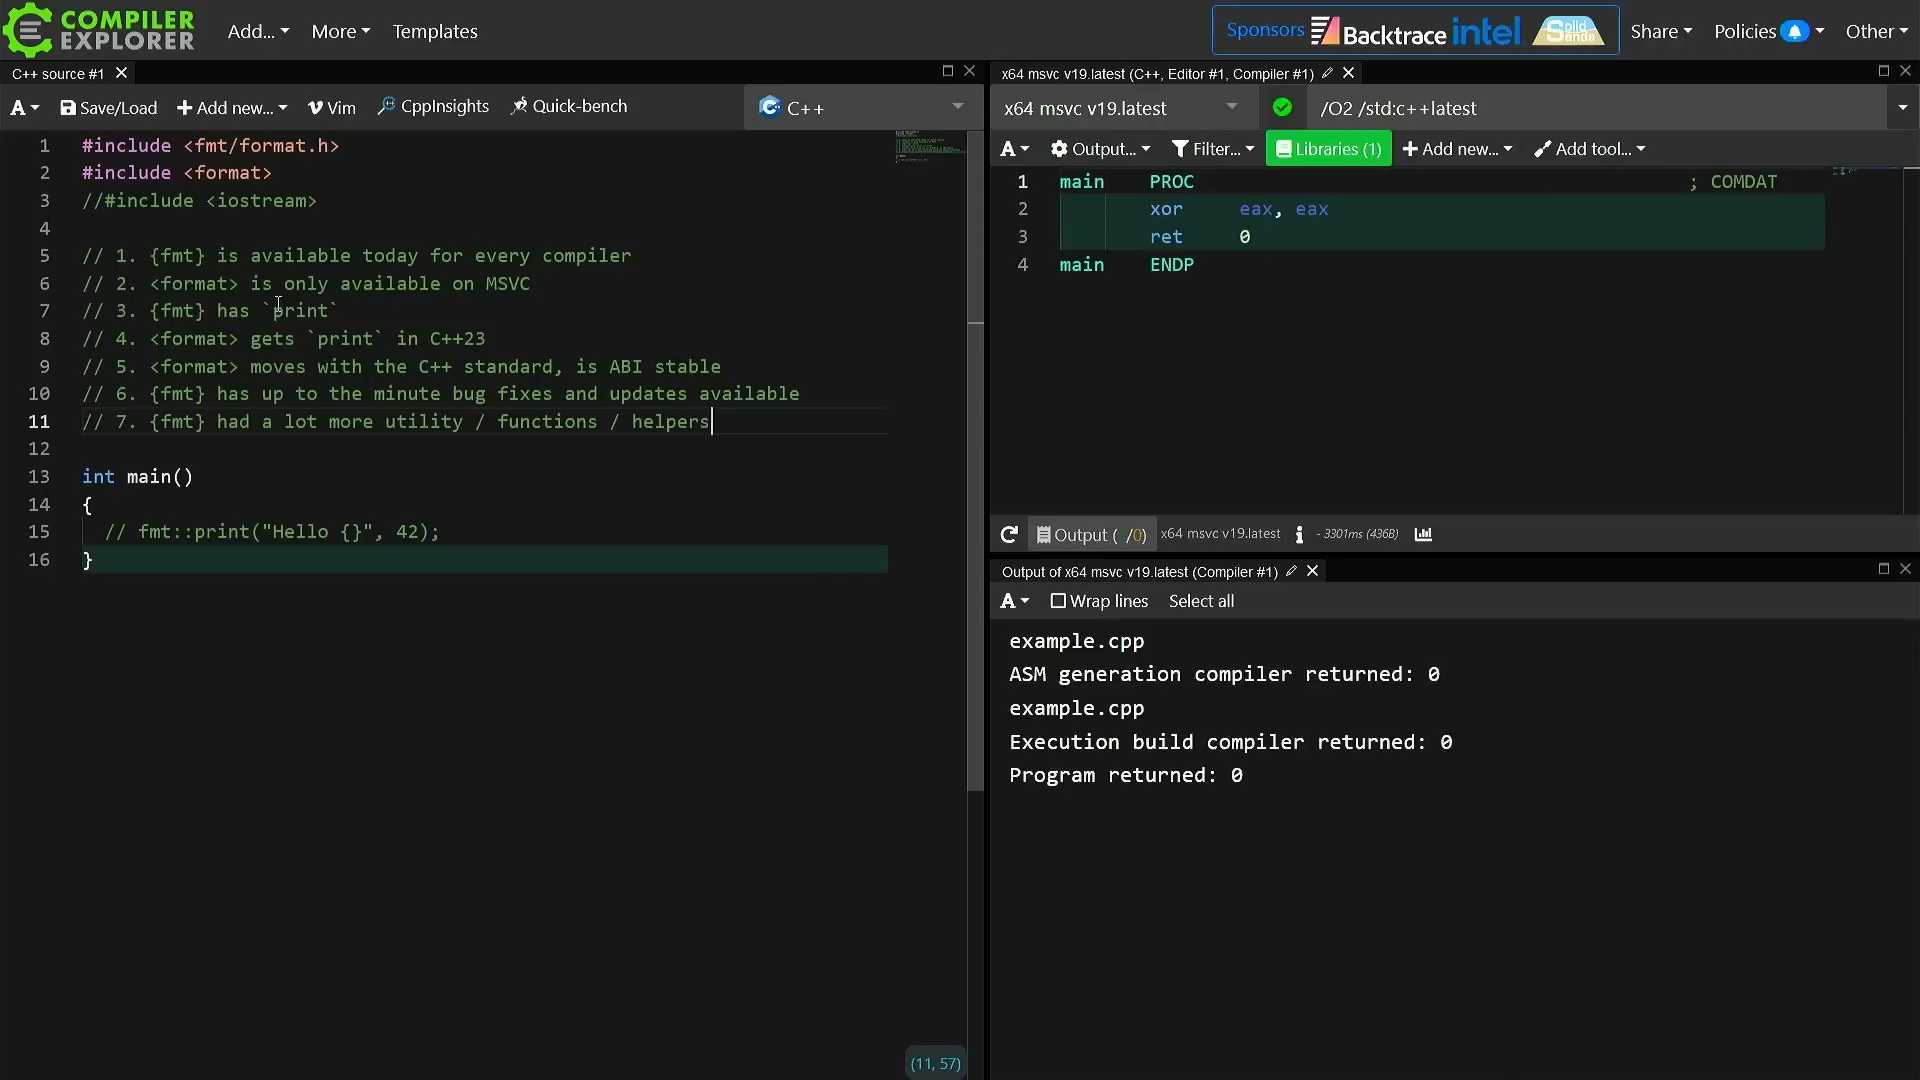 COMPILER
EXPLORER
Add...
More
Templates
Sponsors Backtrace intel Solid Sands
Share
Policies
Other
C++ source #1
A
Save/Load
Add new...
Vim
CppInsights
Quick-bench
C++
1 #include <fmt/format.h>
2 #include <format>
3 //#include <iostream>
4
5 // 1. {fmt} is available today for every compiler
6 // 2. <format> is only available on MSVC
7 // 3. {fmt} has `print`
8 // 4. <format> gets `print` in C++23
9 // 5. <format> moves with the C++ standard, is ABI stable
10 // 6. {fmt} has up to the minute bug fixes and updates available
11 // 7. {fmt} had a lot more utility / functions / helpers
12
13 int main()
14 {
15 // fmt::print("Hello {}", 42);
16 }
(11, 57)
x64 msvc v19.latest (C++, Editor #1, Compiler #1)
x64 msvc v19.latest
/O2 /std:c++latest
A
Output...
Filter...
Libraries (1)
Add new...
Add tool...
1 main PROC ; COMDAT
2 xor eax, eax
3 ret 0
4 main ENDP
Output ( /0) x64 msvc v19.latest - 3301ms (436B)
Output of x64 msvc v19.latest (Compiler #1)
A
Wrap lines
Select all
example.cpp
ASM generation compiler returned: 0
example.cpp
Execution build compiler returned: 0
Program returned: 0